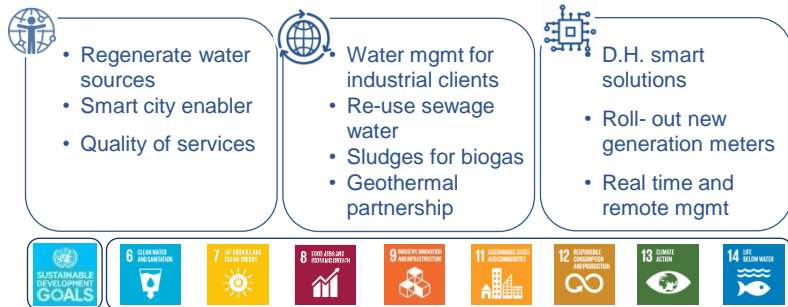 • Regenerate water
sources
• Smart city enabler
• Quality of services
• Water mgmt for
industrial clients
• Re-use sewage
water
• Sludges for biogas
• Geothermal
partnership
D.H. smart
solutions
• Roll- out new
generation meters
• Real time and
remote mgmt
SUSTAINABLE
DEVELOPMENT
GOALS
6 CLEAN WATER
AND SANITATION
7 AFFORDABLE AND
CLEAN ENERGY
8 GOOD JOBS AND
ECONOMIC GROWTH
9 INDUSTRY, INNOVATION
AND INFRASTRUCTURE
11 SUSTAINABLE CITIES
AND COMMUNITIES
12 RESPONSIBLE
CONSUMPTION
AND PRODUCTION
13 CLIMATE
ACTION
14 LIFE
BELOW WATER